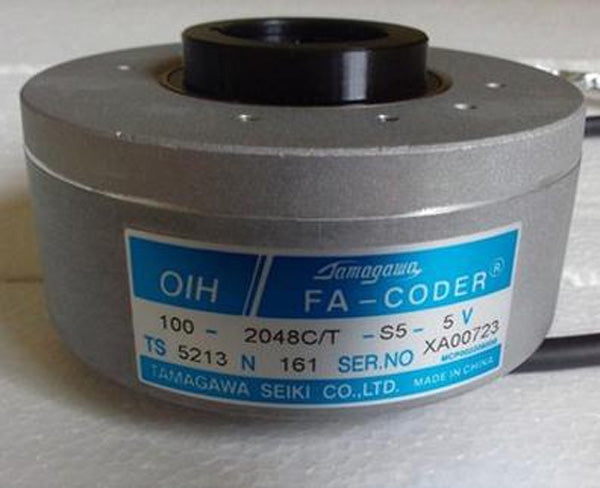 OIH // Tamagawa ®
FA-CODER
100 - 2048C/T - S5 - 5 V
TS 5213 N 161 SER.NO XA00723
TAMAGAWA SEIKI CO.,LTD. MADE IN CHINA